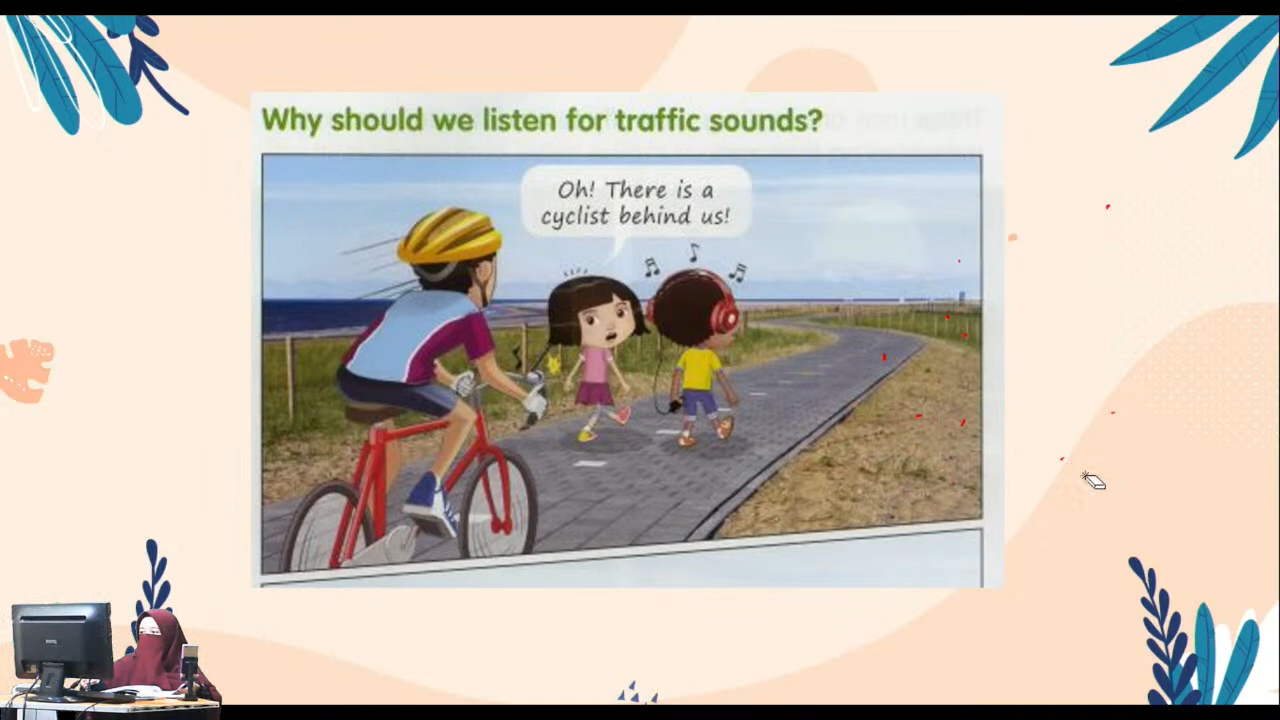 Why should we listen for traffic sounds?
Oh! There is a
cyclist behind us!